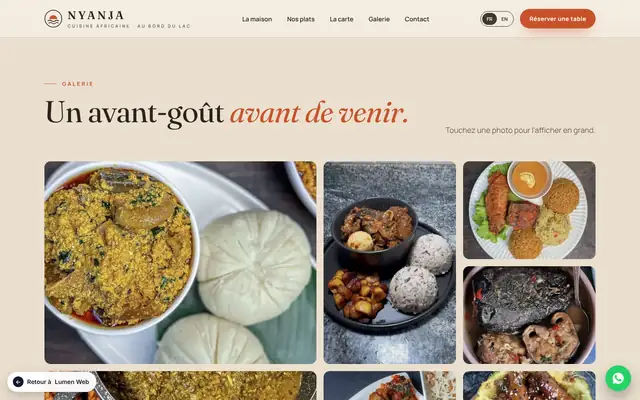 NYANJA
CUISINE AFRICAINE · AU BORD DU LAC
La maison
Nos plats
La carte
Galerie
Contact
FR
EN
Réserver une table
GALERIE
Un avant-goût avant de venir.
Touchez une photo pour l'afficher en grand.
Retour à Lumen Web